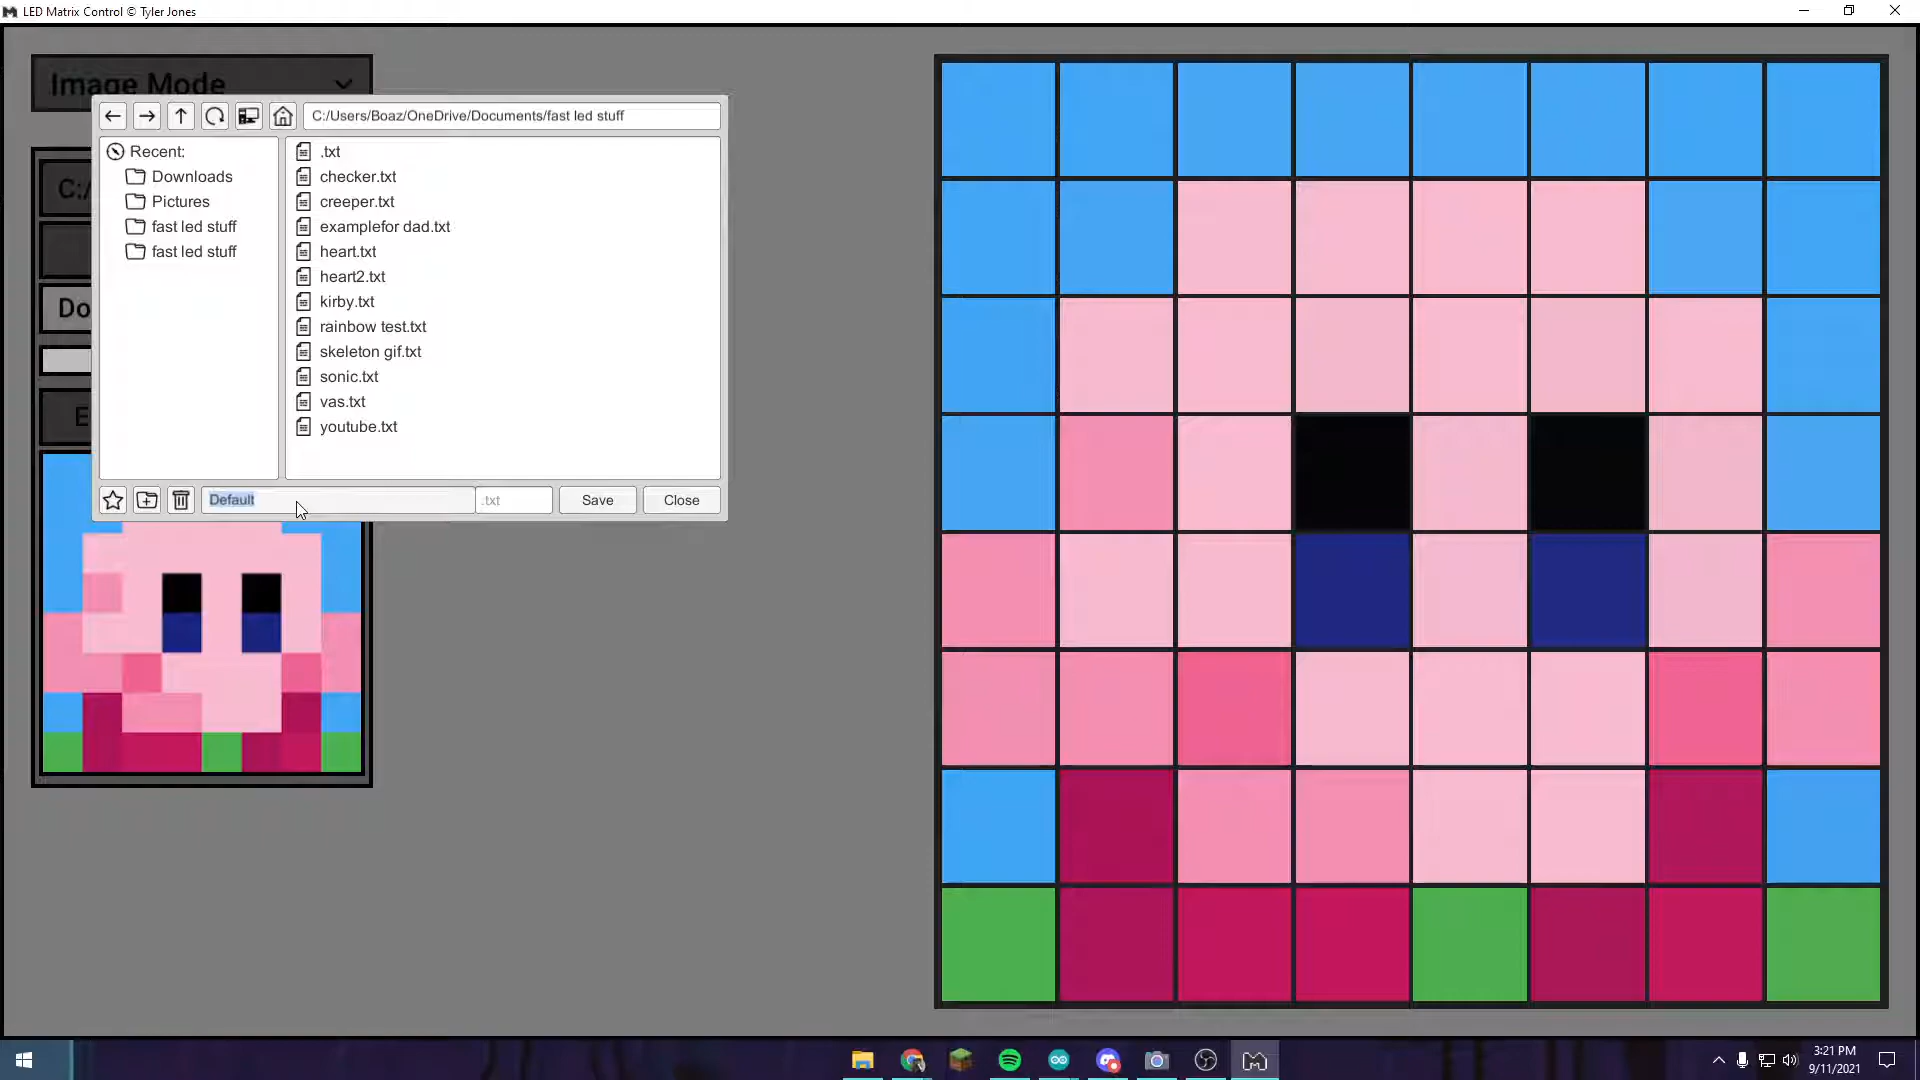 LED Matrix Control © Tyler Jones
Image Mode
C:/Users/Boaz/OneDrive/Documents/fast led stuff
Recent:
Downloads
Pictures
fast led stuff
fast led stuff
.txt
checker.txt
creeper.txt
examplefor dad.txt
heart.txt
heart2.txt
kirby.txt
rainbow test.txt
skeleton gif.txt
sonic.txt
vas.txt
youtube.txt
C:/
Do
E
Default
.txt
Save
Close
3:21 PM
9/11/2021